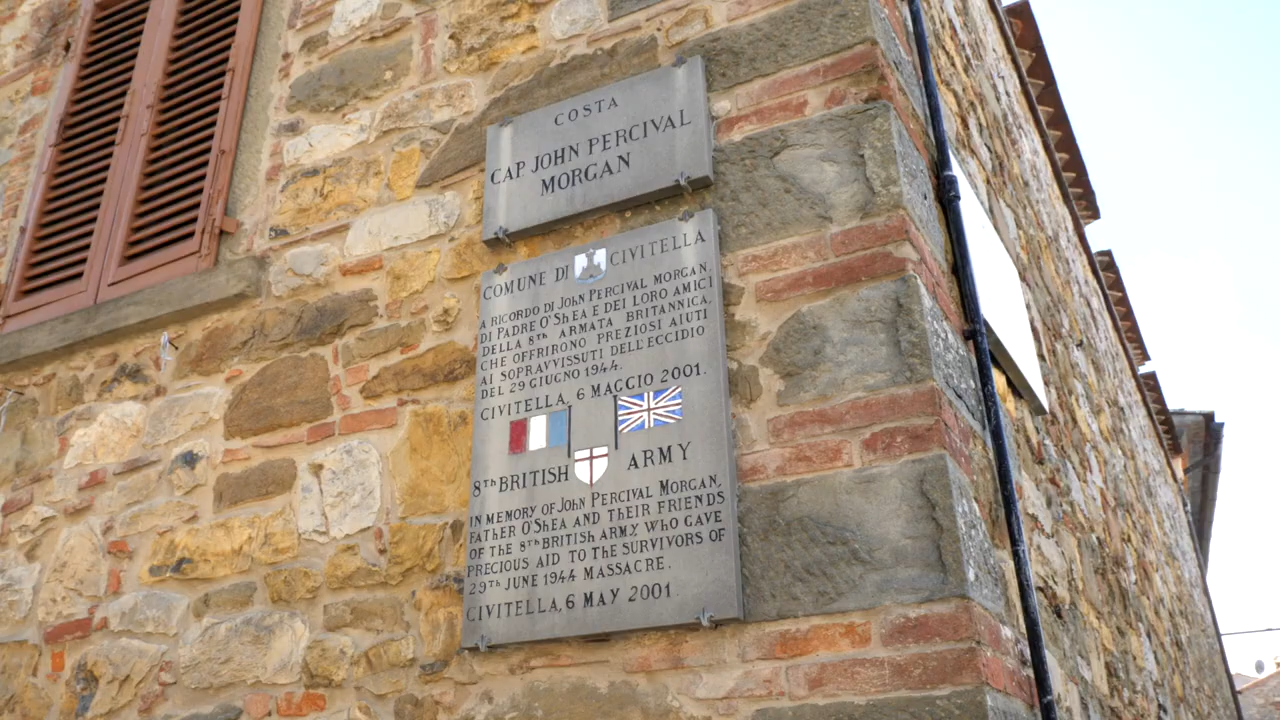 COSTA
CAP JOHN PERCIVAL
MORGAN
COMUNE DI CIVITELLA
A RICORDO DI JOHN PERCIVAL MORGAN,
DI PADRE O'SHEA E DEI LORO AMICI
DELLA 8TH ARMATA BRITANNICA,
CHE OFFRIRONO PREZIOSI AIUTI
AI SOPRAVVISSUTI DELL'ECCIDIO
DEL 29 GIUGNO 1944.
CIVITELLA, 6 MAGGIO 2001.
8TH BRITISH ARMY
IN MEMORY OF JOHN PERCIVAL MORGAN,
FATHER O'SHEA AND THEIR FRIENDS
OF THE 8TH BRITISH ARMY, WHO GAVE
PRECIOUS AID TO THE SURVIVORS OF
29TH JUNE 1944 MASSACRE.
CIVITELLA, 6 MAY 2001.